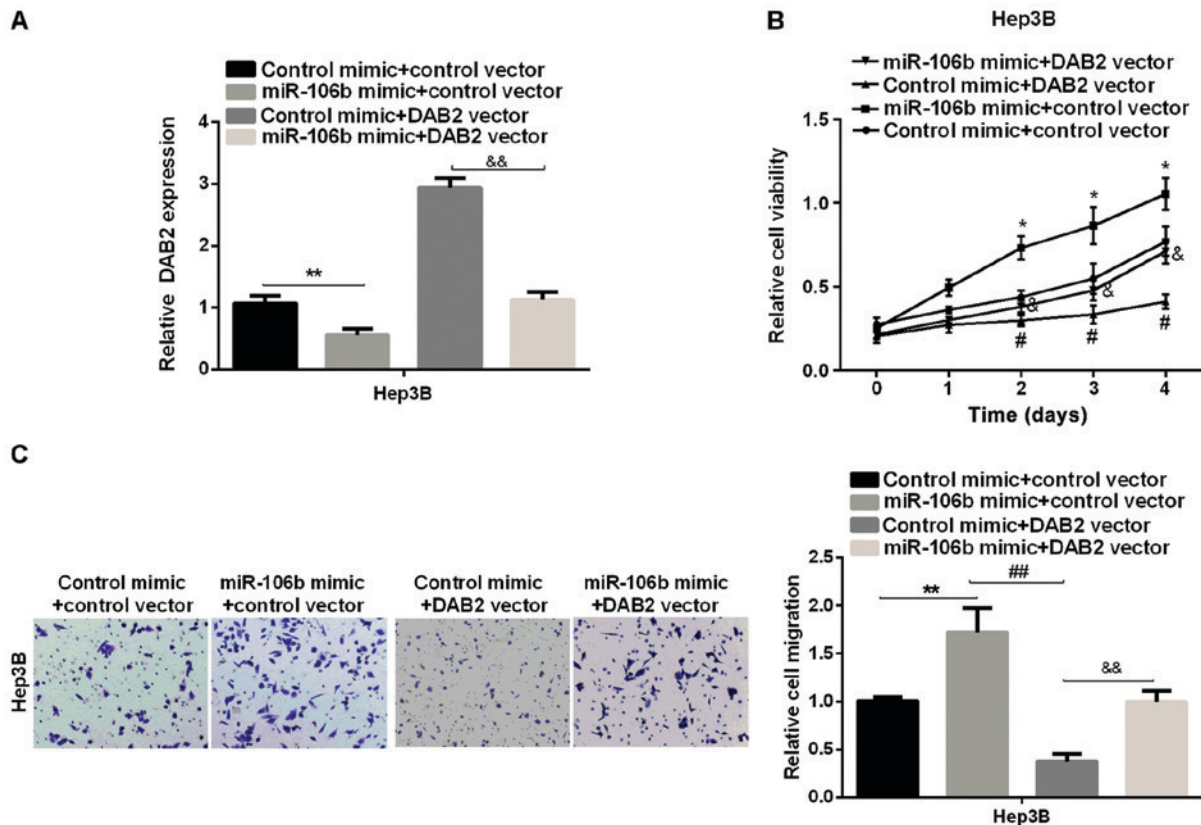 A
Control mimic+control vector
miR-106b mimic+control vector
Control mimic+DAB2 vector
miR-106b mimic+DAB2 vector
Relative DAB2 expression
4
3
2
1
0
**
&&
Hep3B
B
Hep3B
miR-106b mimic+DAB2 vector
Control mimic+DAB2 vector
miR-106b mimic+control vector
Control mimic+control vector
Relative cell viability
1.5
1.0
0.5
0.0
* * *
& & &
# # #
0 1 2 3 4
Time (days)
C
Control mimic +control vector
miR-106b mimic +control vector
Control mimic +DAB2 vector
miR-106b mimic +DAB2 vector
Hep3B
Control mimic+control vector
miR-106b mimic+control vector
Control mimic+DAB2 vector
miR-106b mimic+DAB2 vector
Relative cell migration
2.5
2.0
1.5
1.0
0.5
0.0
**
##
&&
Hep3B